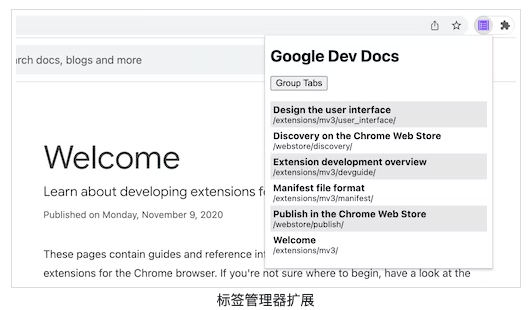 Google Dev Docs
rch docs, blogs and more
Group Tabs
Design the user interface
/extensions/mv3/user_interface/
Discovery on the Chrome Web Store
/webstore/discovery/
Extension development overview
/extensions/mv3/devguide/
Manifest file format
/extensions/mv3/manifest/
Publish in the Chrome Web Store
/webstore/publish/
Welcome
/extensions/mv3/
Welcome
Learn about developing extensions f
Published on Monday, November 9, 2020
These pages contain guides and reference inf
extensions for the Chrome browser. If you're not sure where to begin, have a look at the
标签管理器扩展